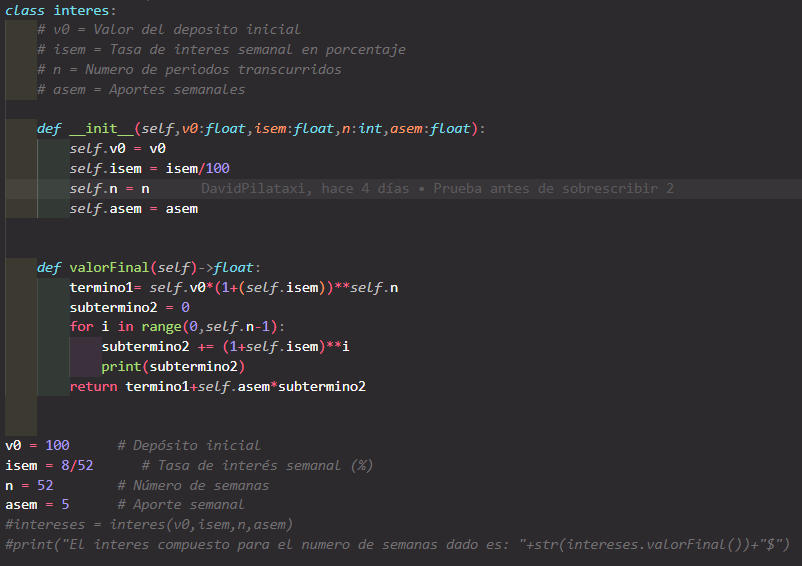 class interes:
    # v0 = Valor del deposito inicial
    # isem = Tasa de interes semanal en porcentaje
    # n = Numero de periodos transcurridos
    # asem = Aportes semanales
    def __init__(self,v0:float,isem:float,n:int,asem:float):
        self.v0 = v0
        self.isem = isem/100
        self.n = n      DavidPilataxi, hace 4 días • Prueba antes de sobrescribir 2
        self.asem = asem
    def valorFinal(self)->float:
        termino1= self.v0*(1+(self.isem))**self.n
        subtermino2 = 0
        for i in range(0,self.n-1):
            subtermino2 += (1+self.isem)**i
            print(subtermino2)
        return termino1+self.asem*subtermino2
v0 = 100      # Depósito inicial
isem = 8/52      # Tasa de interés semanal (%)
n = 52        # Número de semanas
asem = 5      # Aporte semanal
#intereses = interes(v0,isem,n,asem)
#print("El interes compuesto para el numero de semanas dado es: "+str(intereses.valorFinal())+"$")